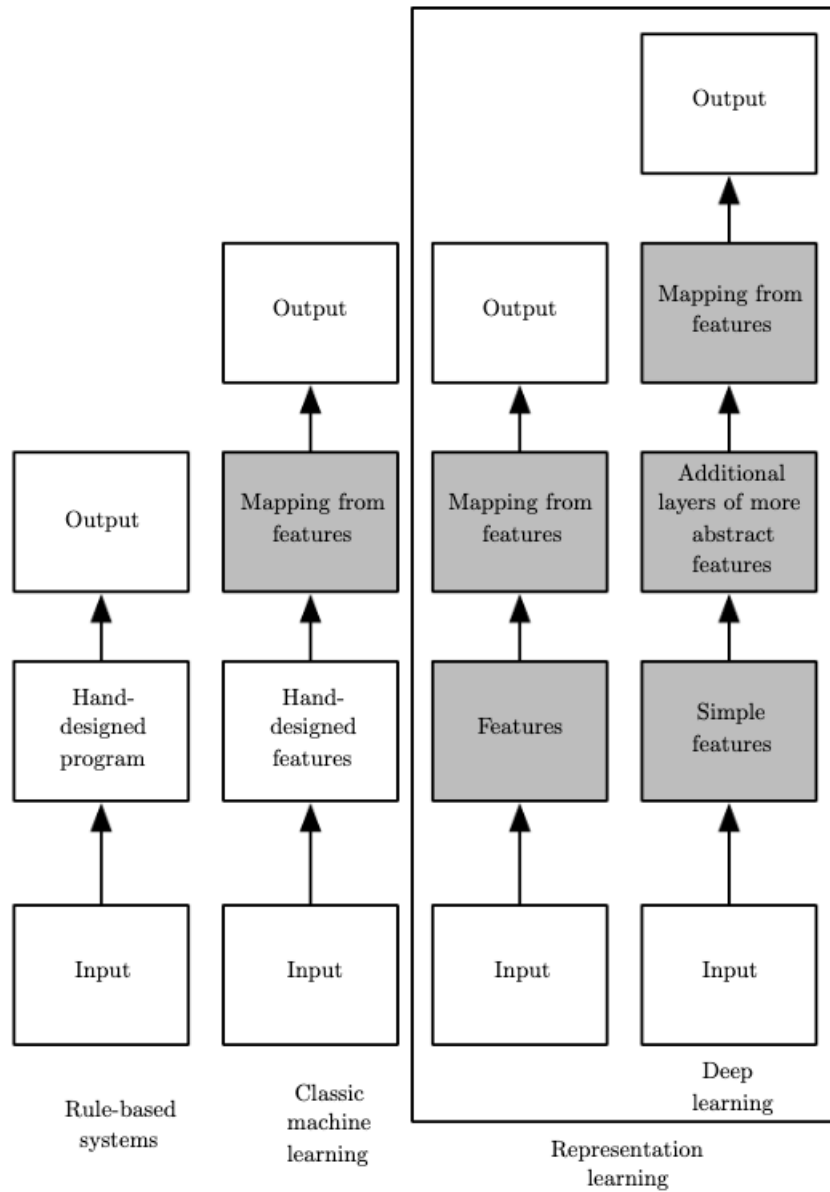 Output
Output
Output
Mapping from
features
Output
Mapping from
features
Mapping from
features
Additional
layers of more
abstract
features
Hand-
designed
program
Hand-
designed
features
Features
Simple
features
Input
Input
Input
Input
Rule-based
systems
Classic
machine
learning
Representation
learning
Deep
learning